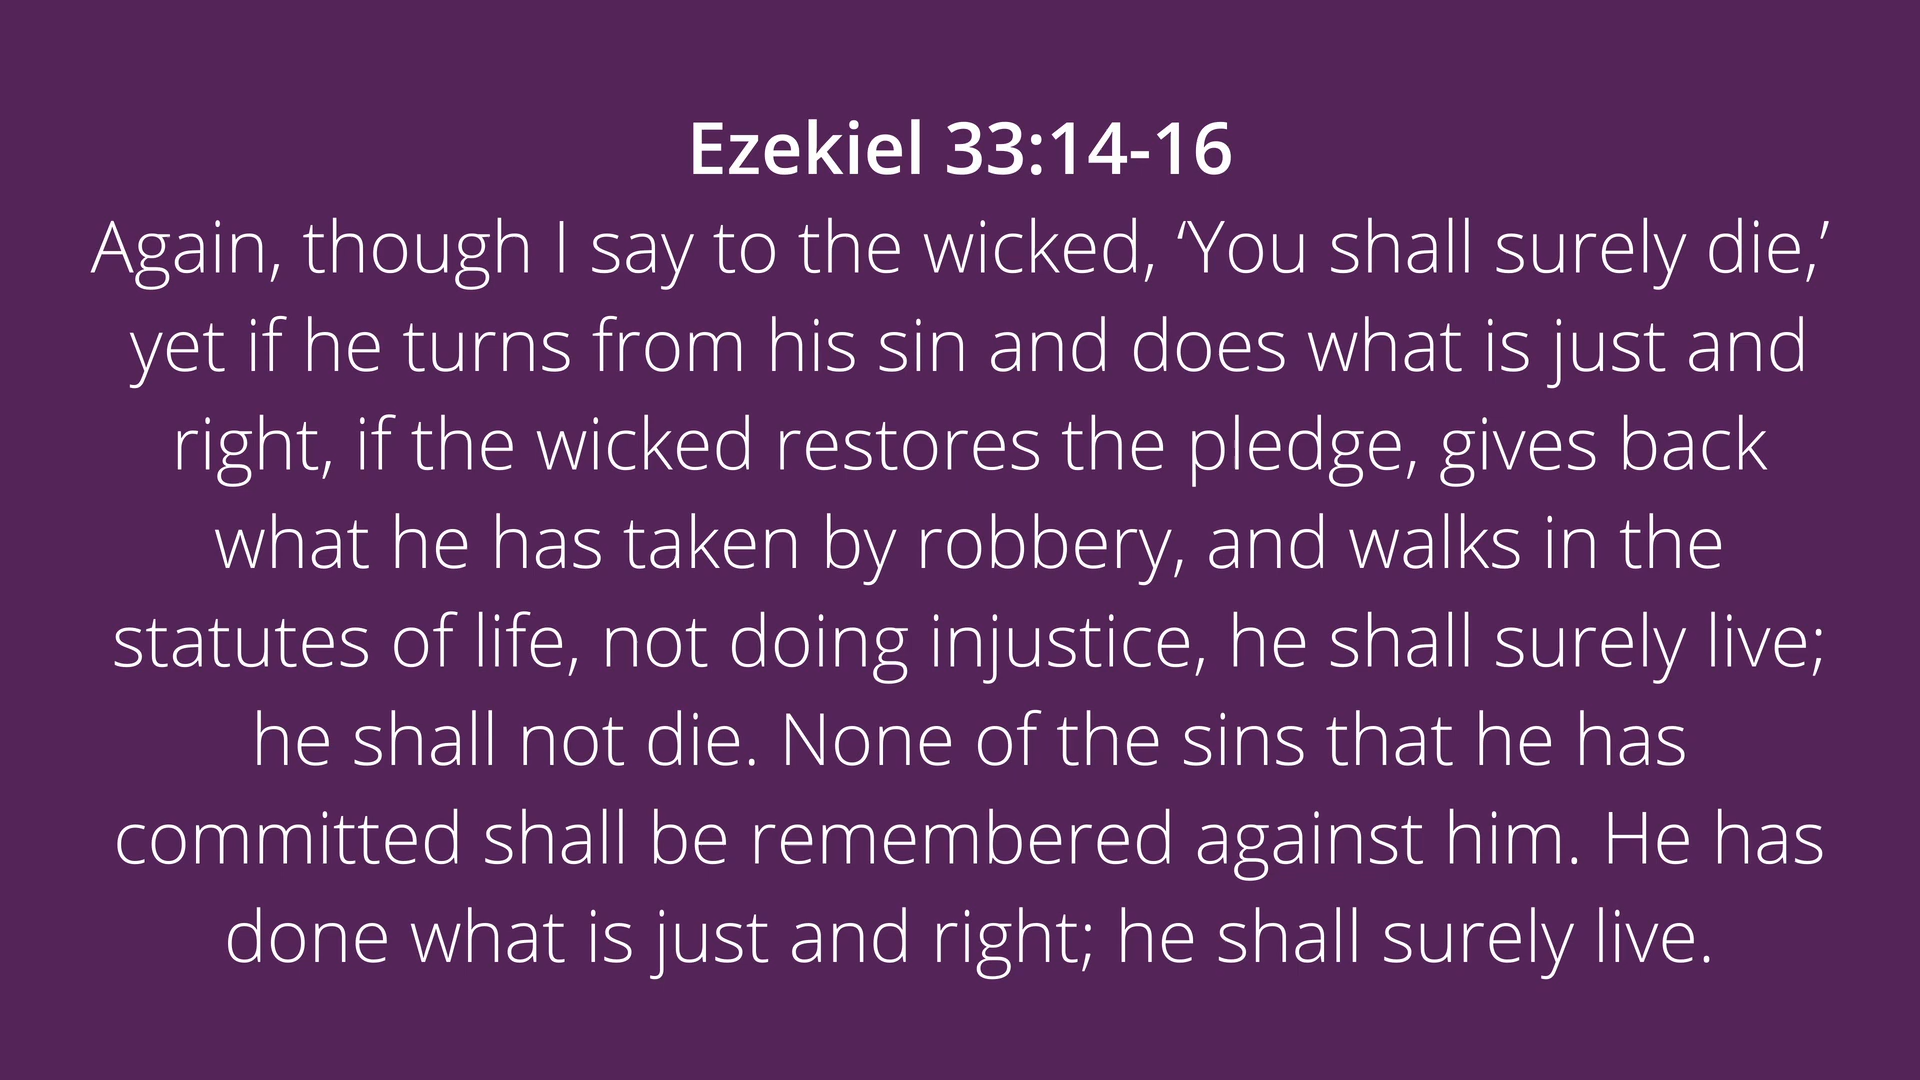 Ezekiel 33:14-16
Again, though I say to the wicked, ‘You shall surely die,’
yet if he turns from his sin and does what is just and
right, if the wicked restores the pledge, gives back
what he has taken by robbery, and walks in the
statutes of life, not doing injustice, he shall surely live;
he shall not die. None of the sins that he has
committed shall be remembered against him. He has
done what is just and right; he shall surely live.